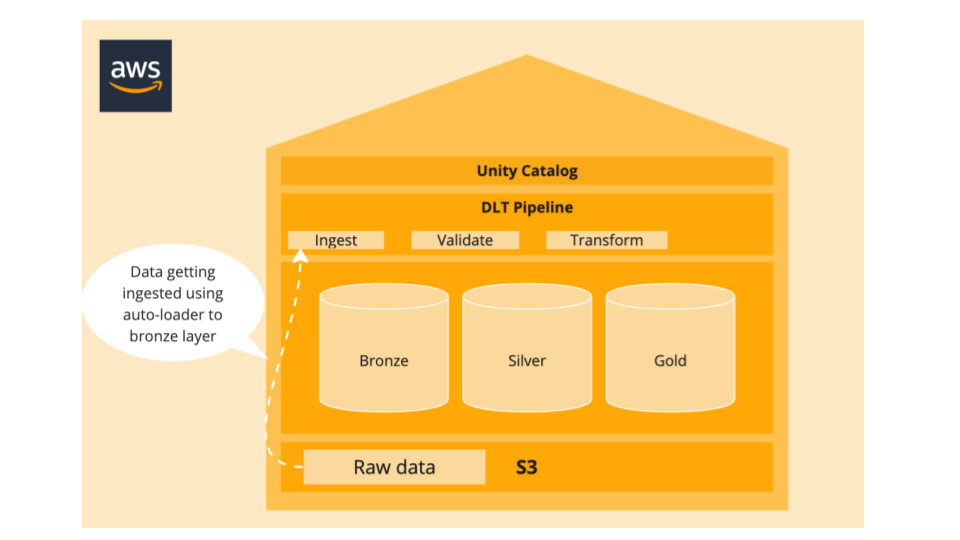 aws
Unity Catalog
DLT Pipeline
Ingest
Validate
Transform
Data getting
ingested using
auto-loader to
bronze layer
Bronze
Silver
Gold
Raw data
S3